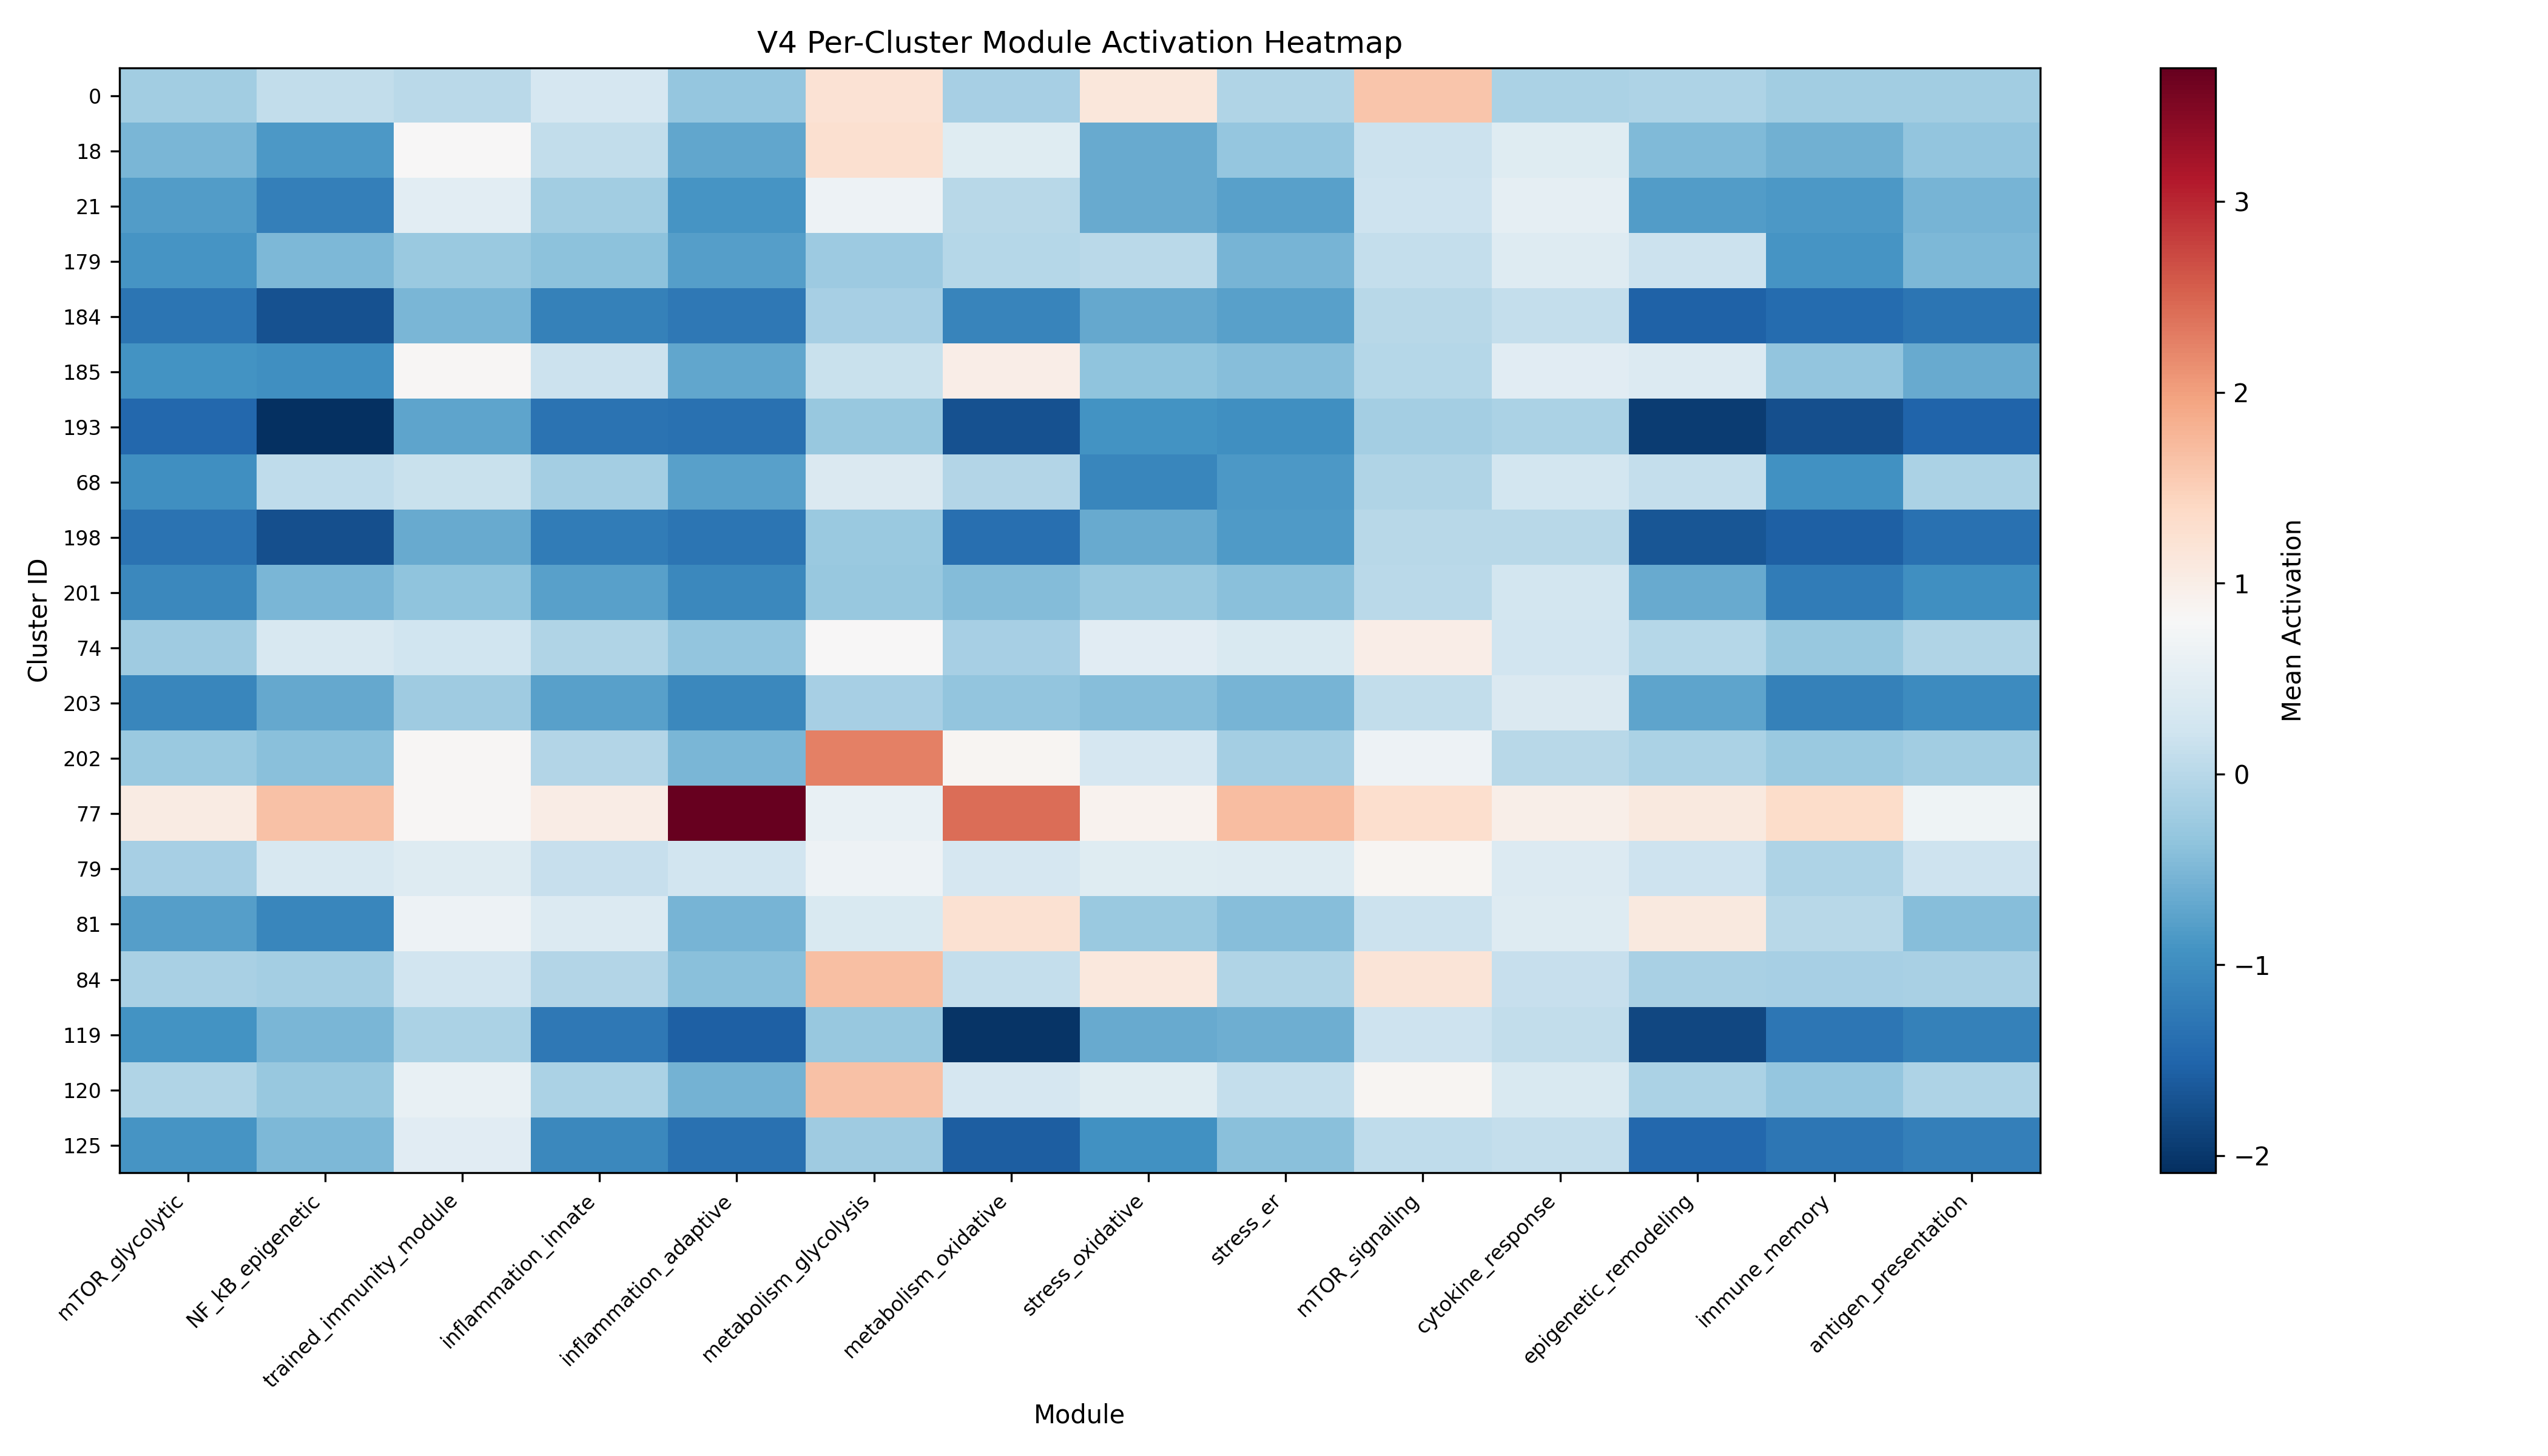 V4 Per-Cluster Module Activation Heatmap
Cluster ID
0
18
21
179
184
185
193
68
198
201
74
203
202
77
79
81
84
119
120
125
mTOR_glycolytic
NF_kB_epigenetic
trained_immunity_module
inflammation_innate
inflammation_adaptive
metabolism_glycolysis
metabolism_oxidative
stress_oxidative
stress_er
mTOR_signaling
cytokine_response
epigenetic_remodeling
immune_memory
antigen_presentation
Module
3
2
1
0
−1
−2
Mean Activation